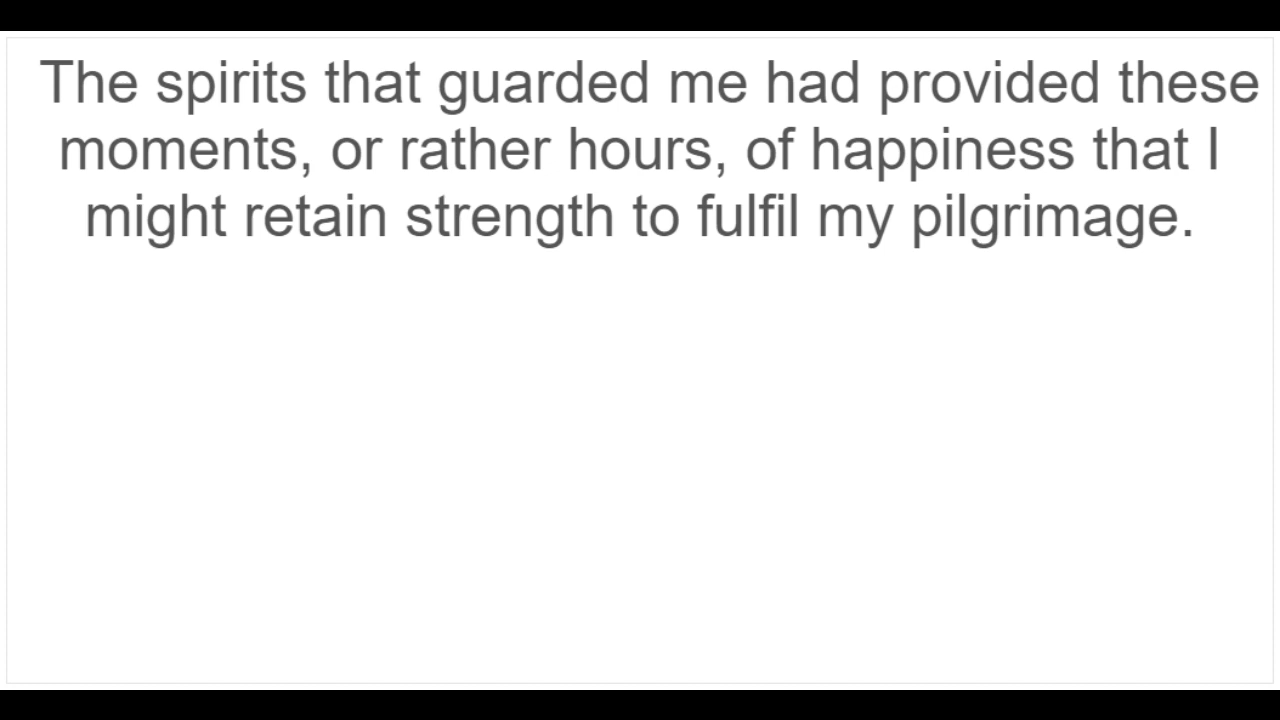 The spirits that guarded me had provided these
moments, or rather hours, of happiness that I
might retain strength to fulfil my pilgrimage.